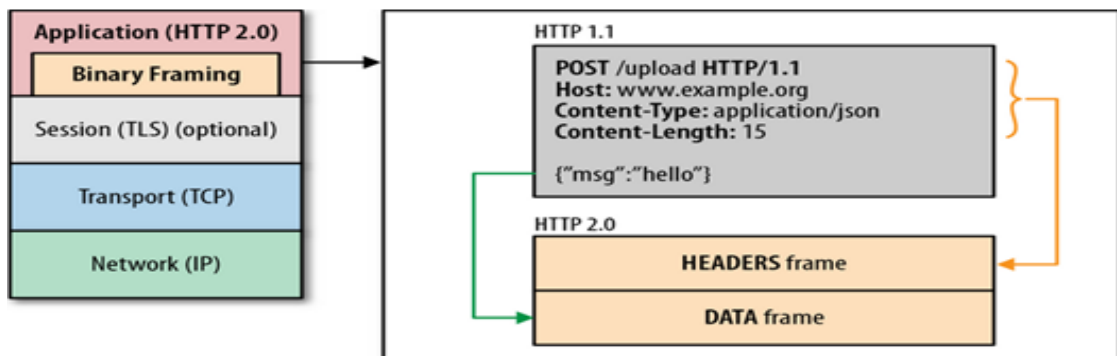 Application (HTTP 2.0)
Binary Framing
Session (TLS) (optional)
Transport (TCP)
Network (IP)
HTTP 1.1
POST /upload HTTP/1.1
Host: www.example.org
Content-Type: application/json
Content-Length: 15
{"msg":"hello"}
HTTP 2.0
HEADERS frame
DATA frame